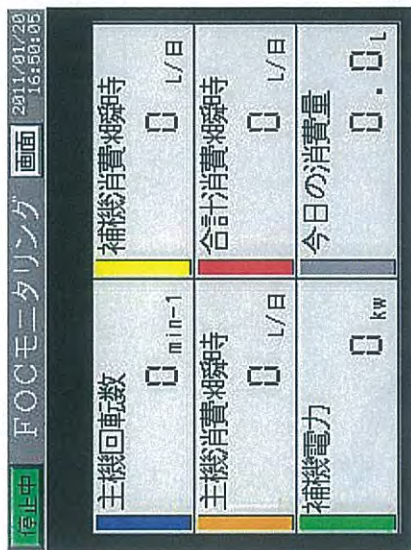 停止中 FOCモニタリング 画面 2011/01/20
16:50:05
主機回転数
0 min-1
補機消費※瞬時
0 L/日
主機消費※瞬時
0 L/日
合計消費※瞬時
0 L/日
補機電力
0 kw
今日の消費量
0.0 L